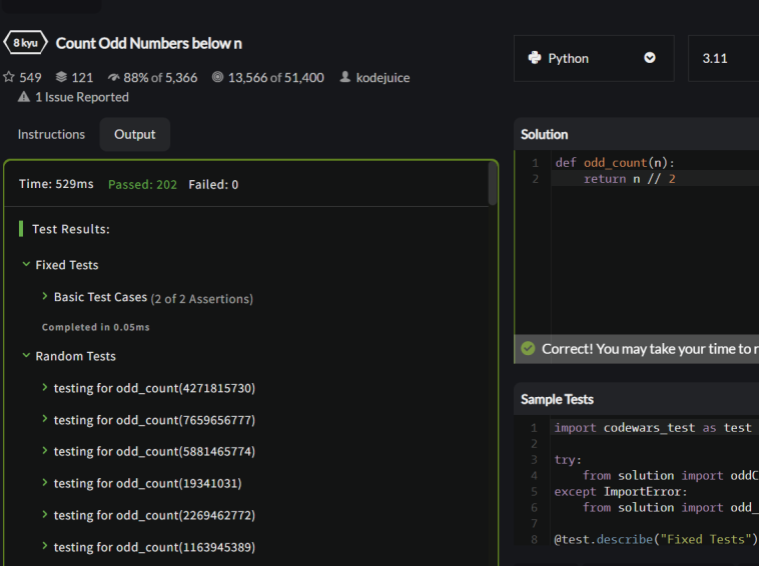 8 kyu Count Odd Numbers below n
549 121 88% of 5,366 13,566 of 51,400 kodejuice
1 Issue Reported
Instructions Output
Time: 529ms Passed: 202 Failed: 0
Test Results:
Fixed Tests
Basic Test Cases (2 of 2 Assertions)
Completed in 0.05ms
Random Tests
testing for odd_count(4271815730)
testing for odd_count(7659656777)
testing for odd_count(5881465774)
testing for odd_count(19341031)
testing for odd_count(2269462772)
testing for odd_count(1163945389)
Python 3.11
Solution
1 def odd_count(n):
2 return n // 2
Correct! You may take your time to r
Sample Tests
1 import codewars_test as test
2
3 try:
4 from solution import oddC
5 except ImportError:
6 from solution import odd_
7
8 @test.describe("Fixed Tests")